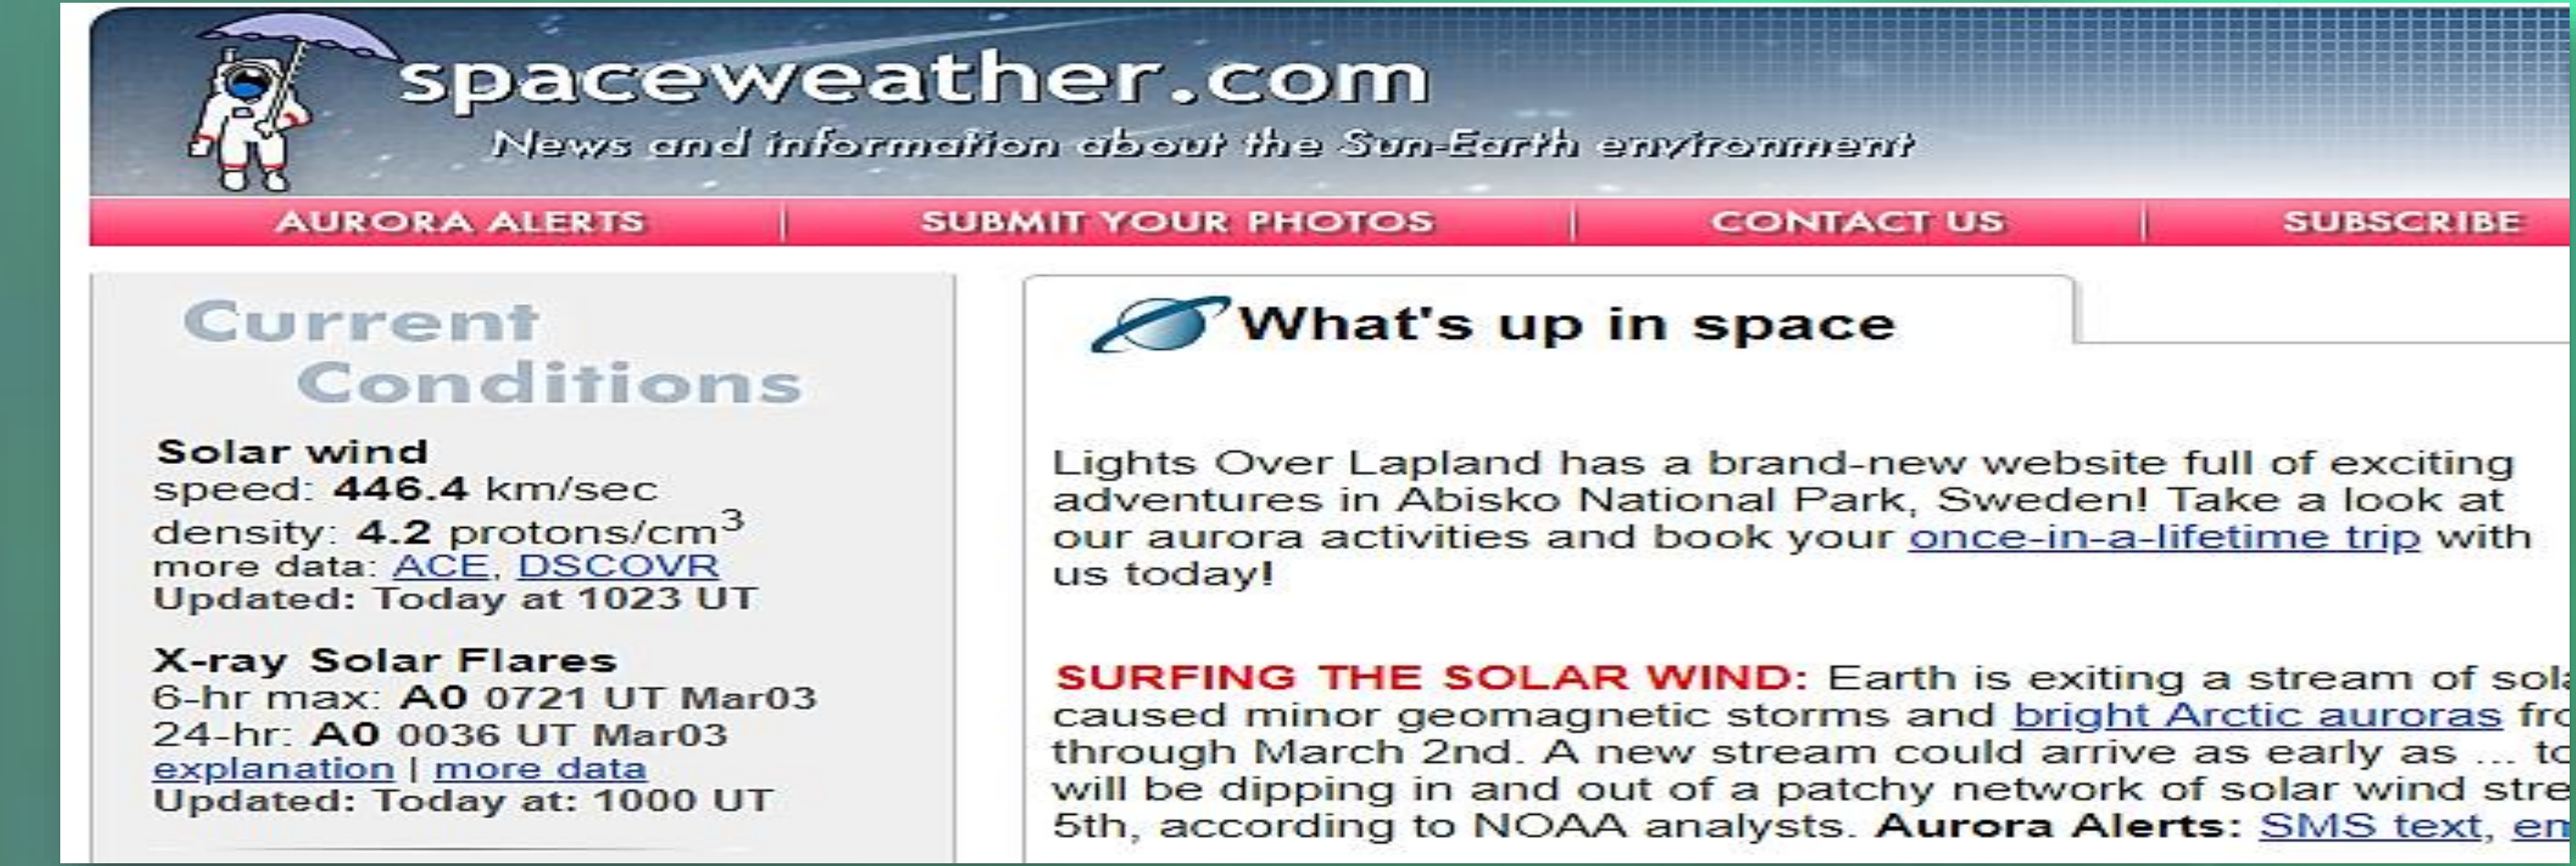 spaceweather.com
News and information about the Sun-Earth environment
AURORA ALERTS | SUBMIT YOUR PHOTOS | CONTACT US | SUBSCRIBE
Current
Conditions
Solar wind
speed: 446.4 km/sec
density: 4.2 protons/cm3
more data: ACE, DSCOVR
Updated: Today at 1023 UT
X-ray Solar Flares
6-hr max: A0 0721 UT Mar03
24-hr: A0 0036 UT Mar03
explanation | more data
Updated: Today at: 1000 UT
What's up in space
Lights Over Lapland has a brand-new website full of exciting
adventures in Abisko National Park, Sweden! Take a look at
our aurora activities and book your once-in-a-lifetime trip with
us today!
SURFING THE SOLAR WIND: Earth is exiting a stream of
caused minor geomagnetic storms and bright Arctic auroras
through March 2nd. A new stream could arrive as early as ...
will be dipping in and out of a patchy network of solar wind
5th, according to NOAA analysts. Aurora Alerts: SMS text,